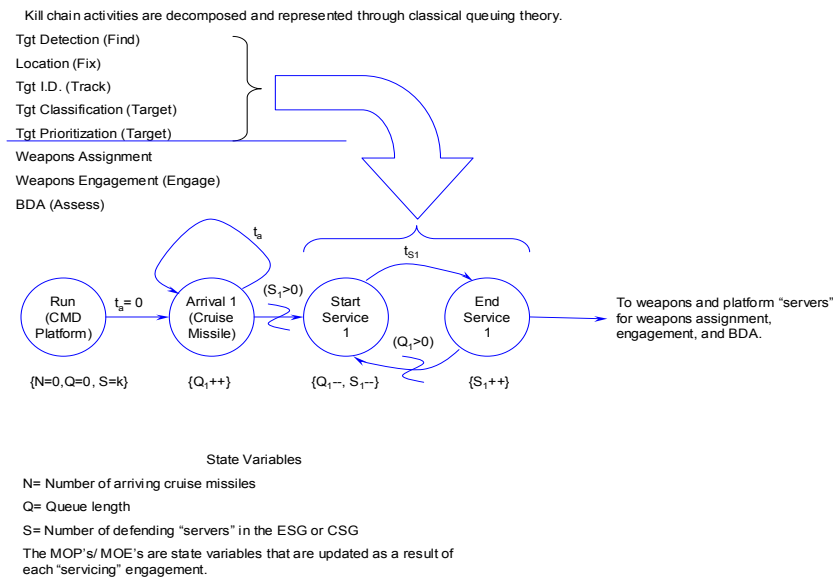 Kill chain activities are decomposed and represented through classical queuing theory.
Tgt Detection (Find)
Location (Fix)
Tgt I.D. (Track)
Tgt Classification (Target)
Tgt Prioritization (Target)
Weapons Assignment
Weapons Engagement (Engage)
BDA (Assess)
tₐ
t_S1
Run
(CMD
Platform)
tₐ= 0
Arrival 1
(Cruise
Missile)
(S₁>0)
Start
Service
1
(Q₁>0)
End
Service
1
To weapons and platform “servers”
for weapons assignment,
engagement, and BDA.
{N=0,Q=0, S=k}
{Q₁++}
{Q₁--, S₁--}
{S₁++}
State Variables
N= Number of arriving cruise missiles
Q= Queue length
S= Number of defending “servers” in the ESG or CSG
The MOP's/ MOE's are state variables that are updated as a result of
each “servicing” engagement.